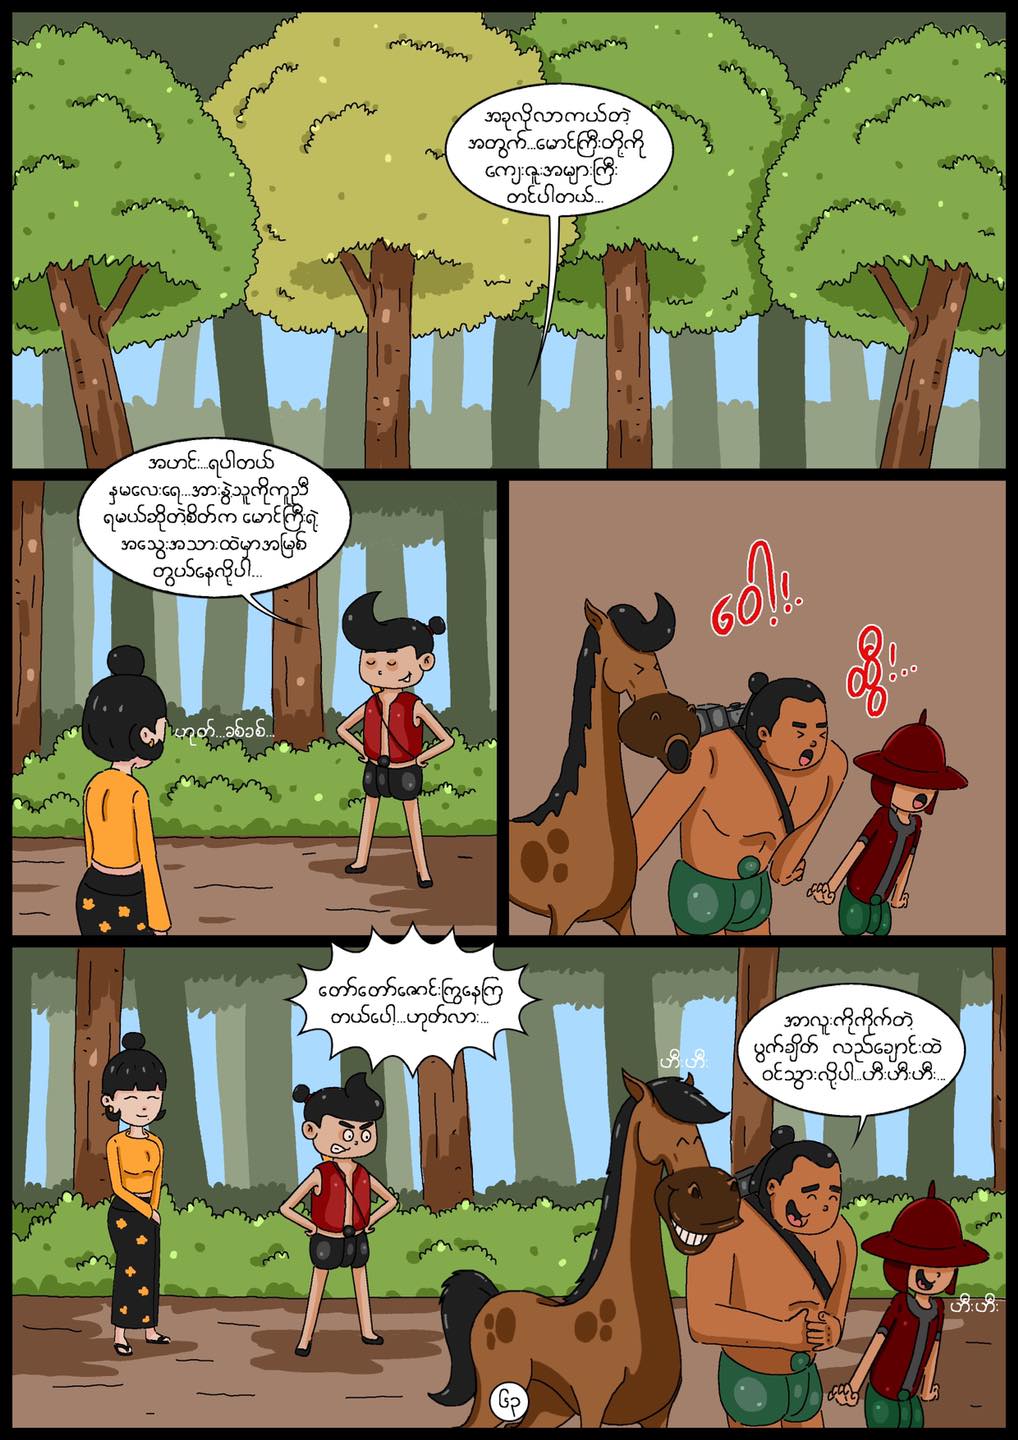 အခုလိုလာကယ်တဲ့
အတွက်...မောင်ကြီးတို့ကို
ကျေးဇူးအများကြီး
တင်ပါတယ်...
အဟင်း...ရပါတယ်
နှမလေးရေ...အားနွဲ့သူကိုကူညီ
ရမယ်ဆိုတဲ့စိတ်က မောင်ကြီးရဲ့
အသွေးအသားထဲမှာအမြစ်
တွယ်နေလို့ပါ...
ဟုတ်...ခစ်ခစ်...
ဝေါ့!..
ထွီ!..
တော်တော်ဇောင်းကြွနေကြ
တယ်ပေါ့...ဟုတ်လား...
ဟီးဟီး
အာလူးကိုကိုက်တဲ့
ပွက်ချိတ် လည်ချောင်းထဲ
ဝင်သွားလို့ပါ...ဟီးဟီးဟီး...
ဟီးဟီး
၆၃